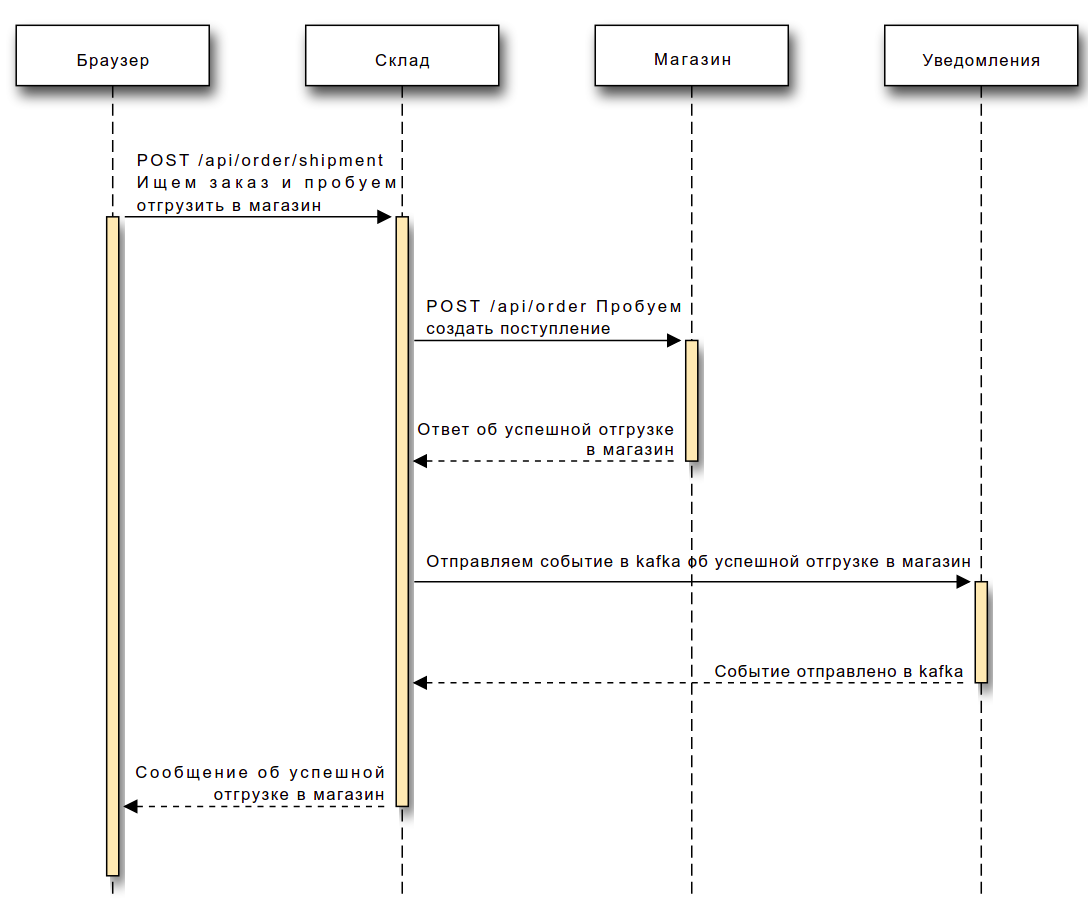 Браузер
Склад
Магазин
Уведомления
POST /api/order/shipment
Ищем заказ и пробуем
отгрузить в магазин
POST /api/order Пробуем
создать поступление
Ответ об успешной отгрузке
в магазин
Отправляем событие в kafka об успешной отгрузке в магазин
Событие отправлено в kafka
Сообщение об успешной
отгрузке в магазин